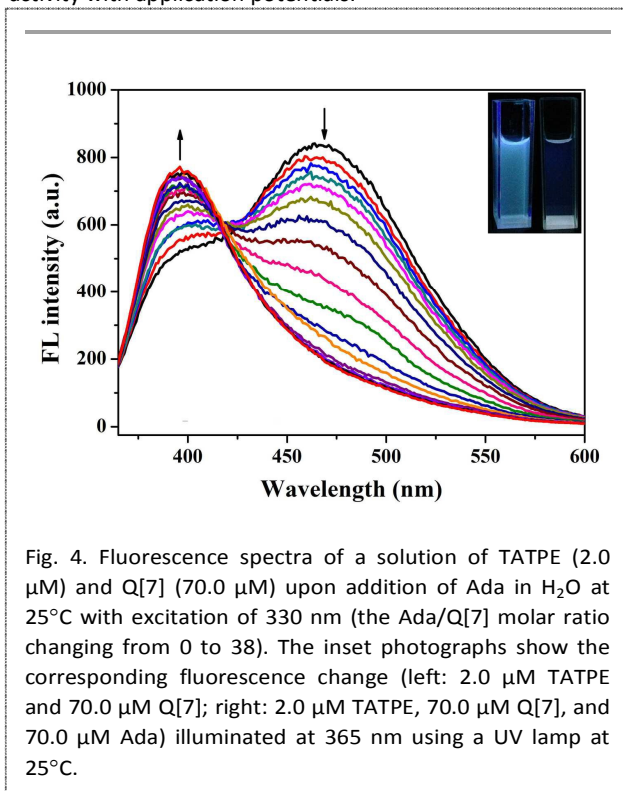 activity with application potentials.
1000
800
600
400
200
0
FL intensity (a.u.)
400 450 500 550 600
Wavelength (nm)
Fig. 4. Fluorescence spectra of a solution of TATPE (2.0
μM) and Q[7] (70.0 μM) upon addition of Ada in H₂O at
25°C with excitation of 330 nm (the Ada/Q[7] molar ratio
changing from 0 to 38). The inset photographs show the
corresponding fluorescence change (left: 2.0 μM TATPE
and 70.0 μM Q[7]; right: 2.0 μM TATPE, 70.0 μM Q[7], and
70.0 μM Ada) illuminated at 365 nm using a UV lamp at
25°C.